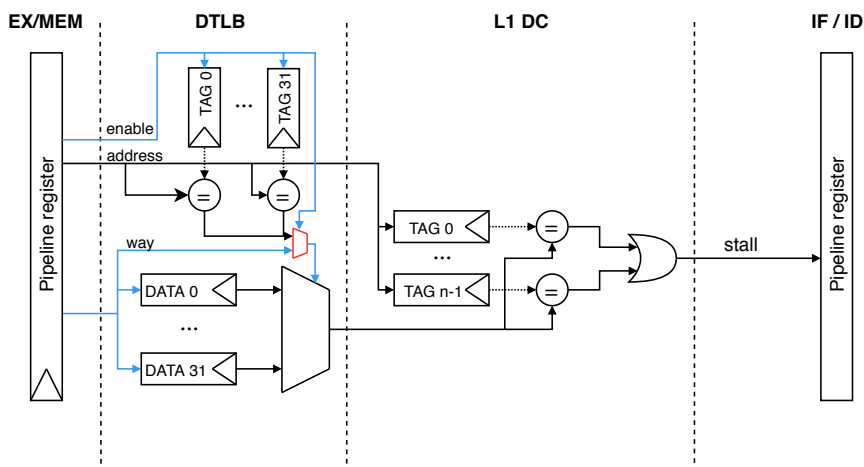 EX/MEM
DTLB
L1 DC
IF / ID
Pipeline register
enable
address
TAG 0
...
TAG 31
=
=
way
DATA 0
...
DATA 31
TAG 0
...
TAG n-1
=
=
stall
Pipeline register